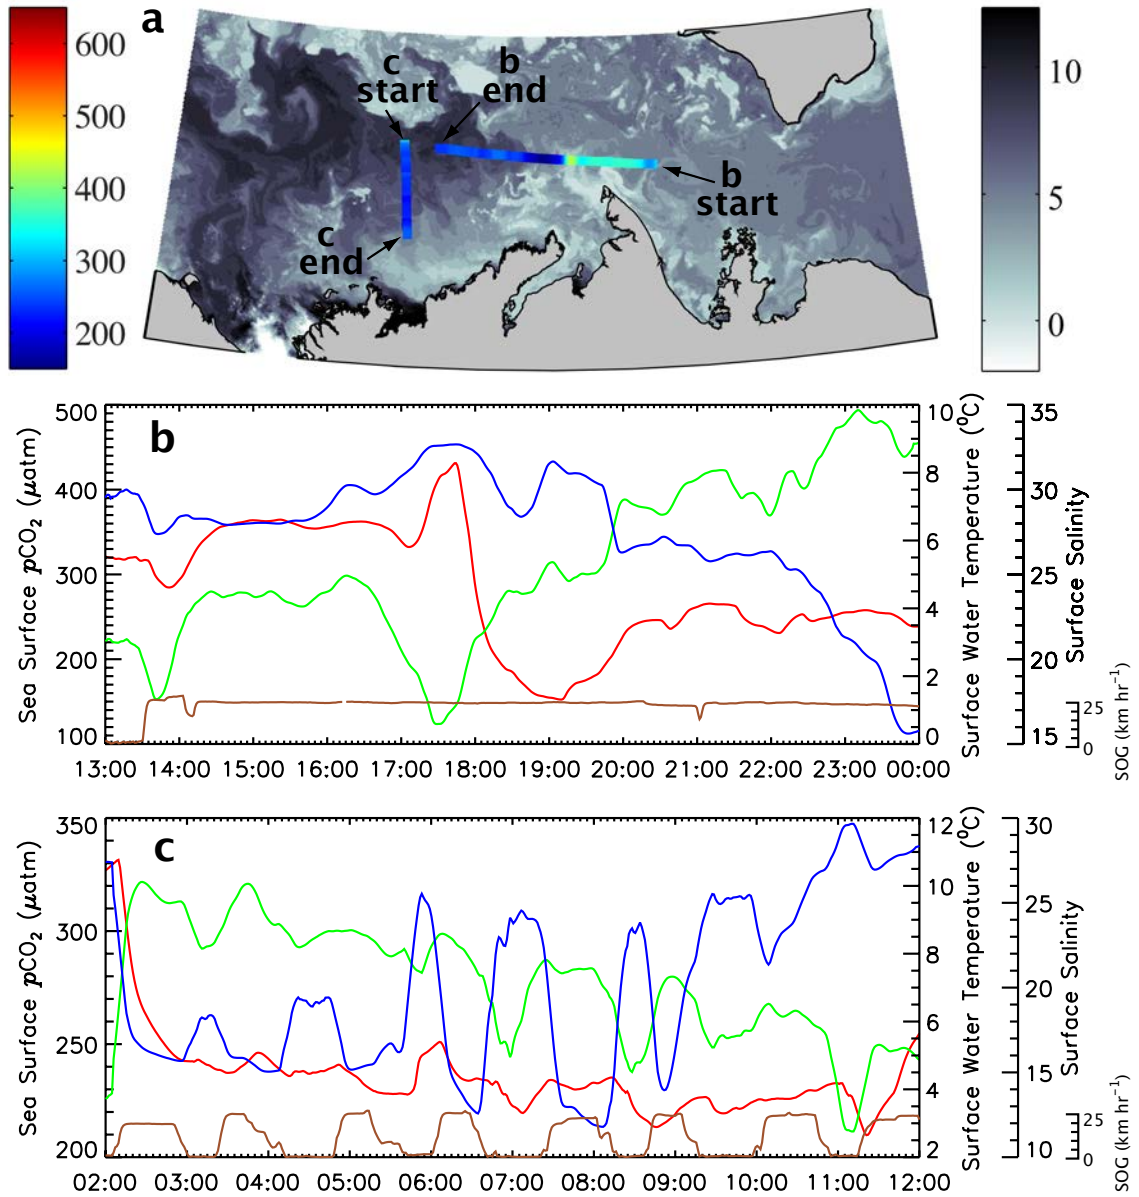 a
600
500
400
300
200
c
start
b
end
b
start
c
end
10
5
0
b
Sea Surface pCO2 (μatm)
500
400
300
200
100
10
8
6
4
2
0
Surface Water Temperature (⁰C)
35
30
25
20
15
Surface Salinity
25
0
SOG (km hr⁻¹)
13:00 14:00 15:00 16:00 17:00 18:00 19:00 20:00 21:00 22:00 23:00 00:00
c
Sea Surface pCO2 (μatm)
350
300
250
200
12
10
8
6
4
2
Surface Water Temperature (⁰C)
30
25
20
15
10
Surface Salinity
25
0
SOG (km hr⁻¹)
02:00 03:00 04:00 05:00 06:00 07:00 08:00 09:00 10:00 11:00 12:00